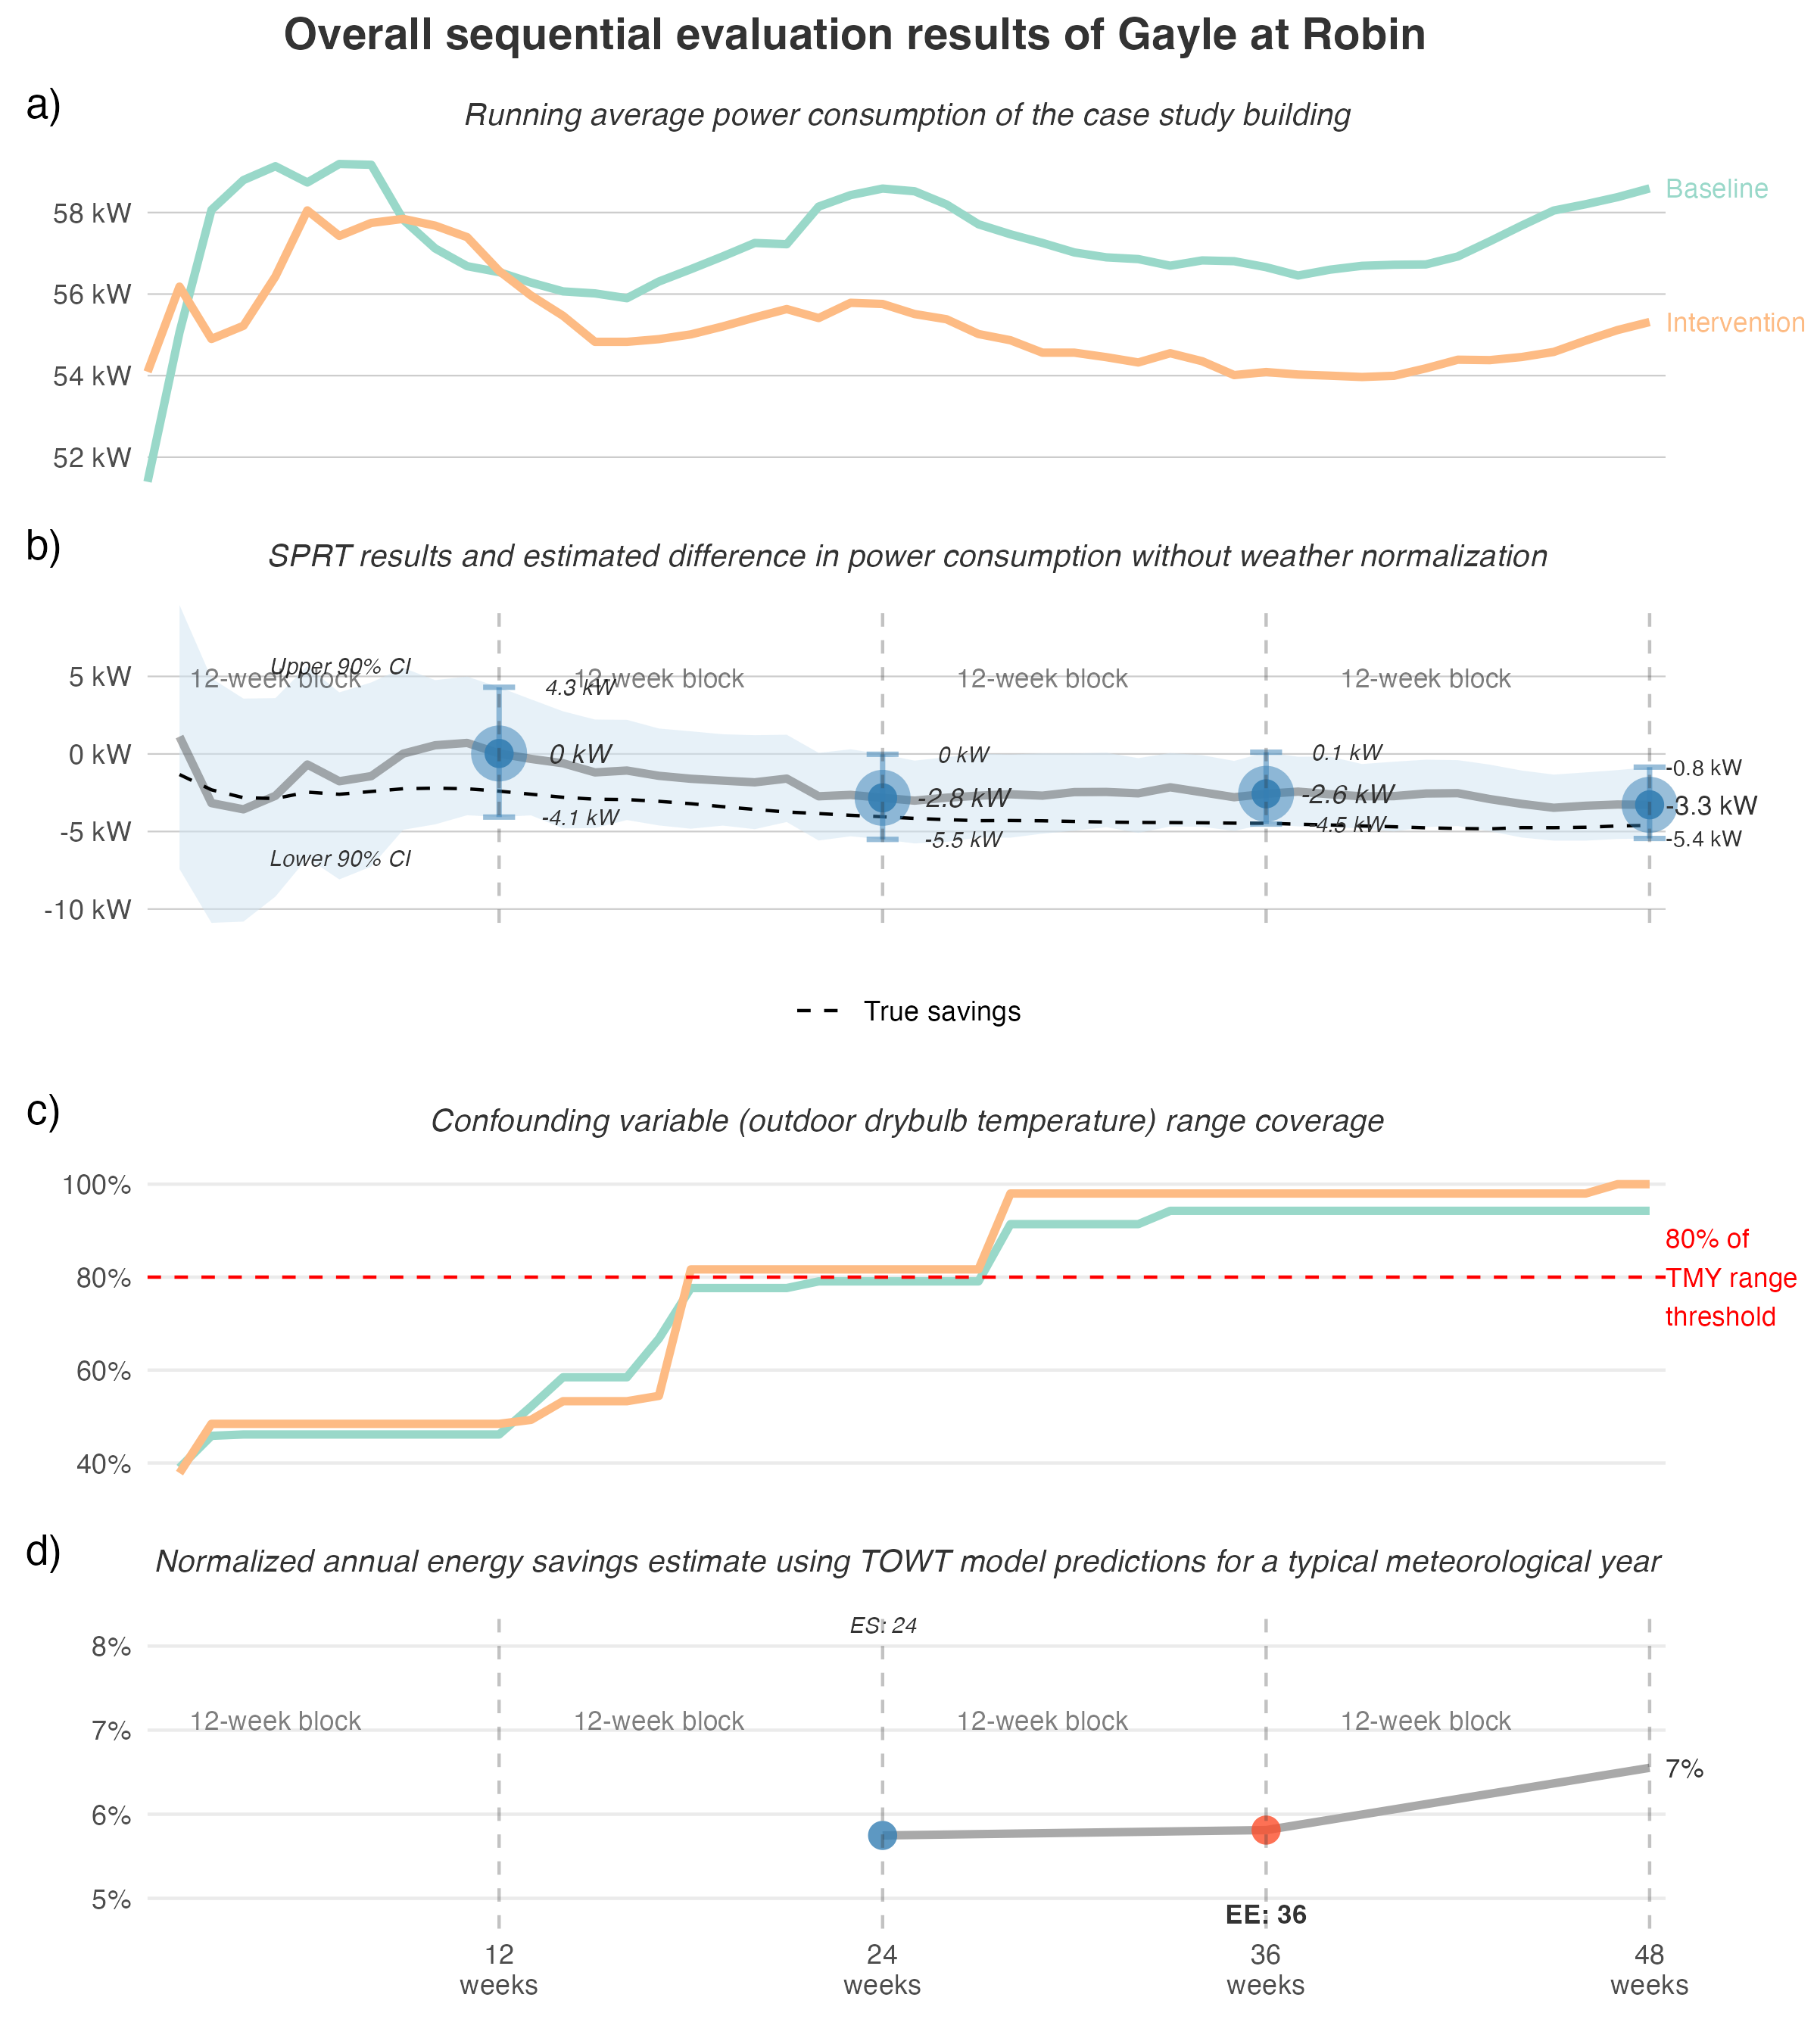 Overall sequential evaluation results of Gayle at Robin
a)
Running average power consumption of the case study building
Baseline
58 kW
56 kW
Intervention
54 kW
52 kW
b)
SPRT results and estimated difference in power consumption without weather normalization
Upper 90% CI
5 kW
12-week block
12-week block
12-week block
12-week block
4.3 kW
0 kW
0 kW
0 kW
0.1 kW
-0.8 kW
-2.8 kW
-2.6 kW
-3.3 kW
-5 kW
-4.1 kW
-5.5 kW
-4.5 kW
-5.4 kW
Lower 90% CI
-10 kW
True savings
c)
Confounding variable (outdoor drybulb temperature) range coverage
100%
80%
60%
40%
80% of
TMY range
threshold
d)
Normalized annual energy savings estimate using TOWT model predictions for a typical meteorological year
ES: 24
8%
12-week block
12-week block
12-week block
12-week block
7%
7%
6%
5%
EE: 36
12
weeks
24
weeks
36
weeks
48
weeks